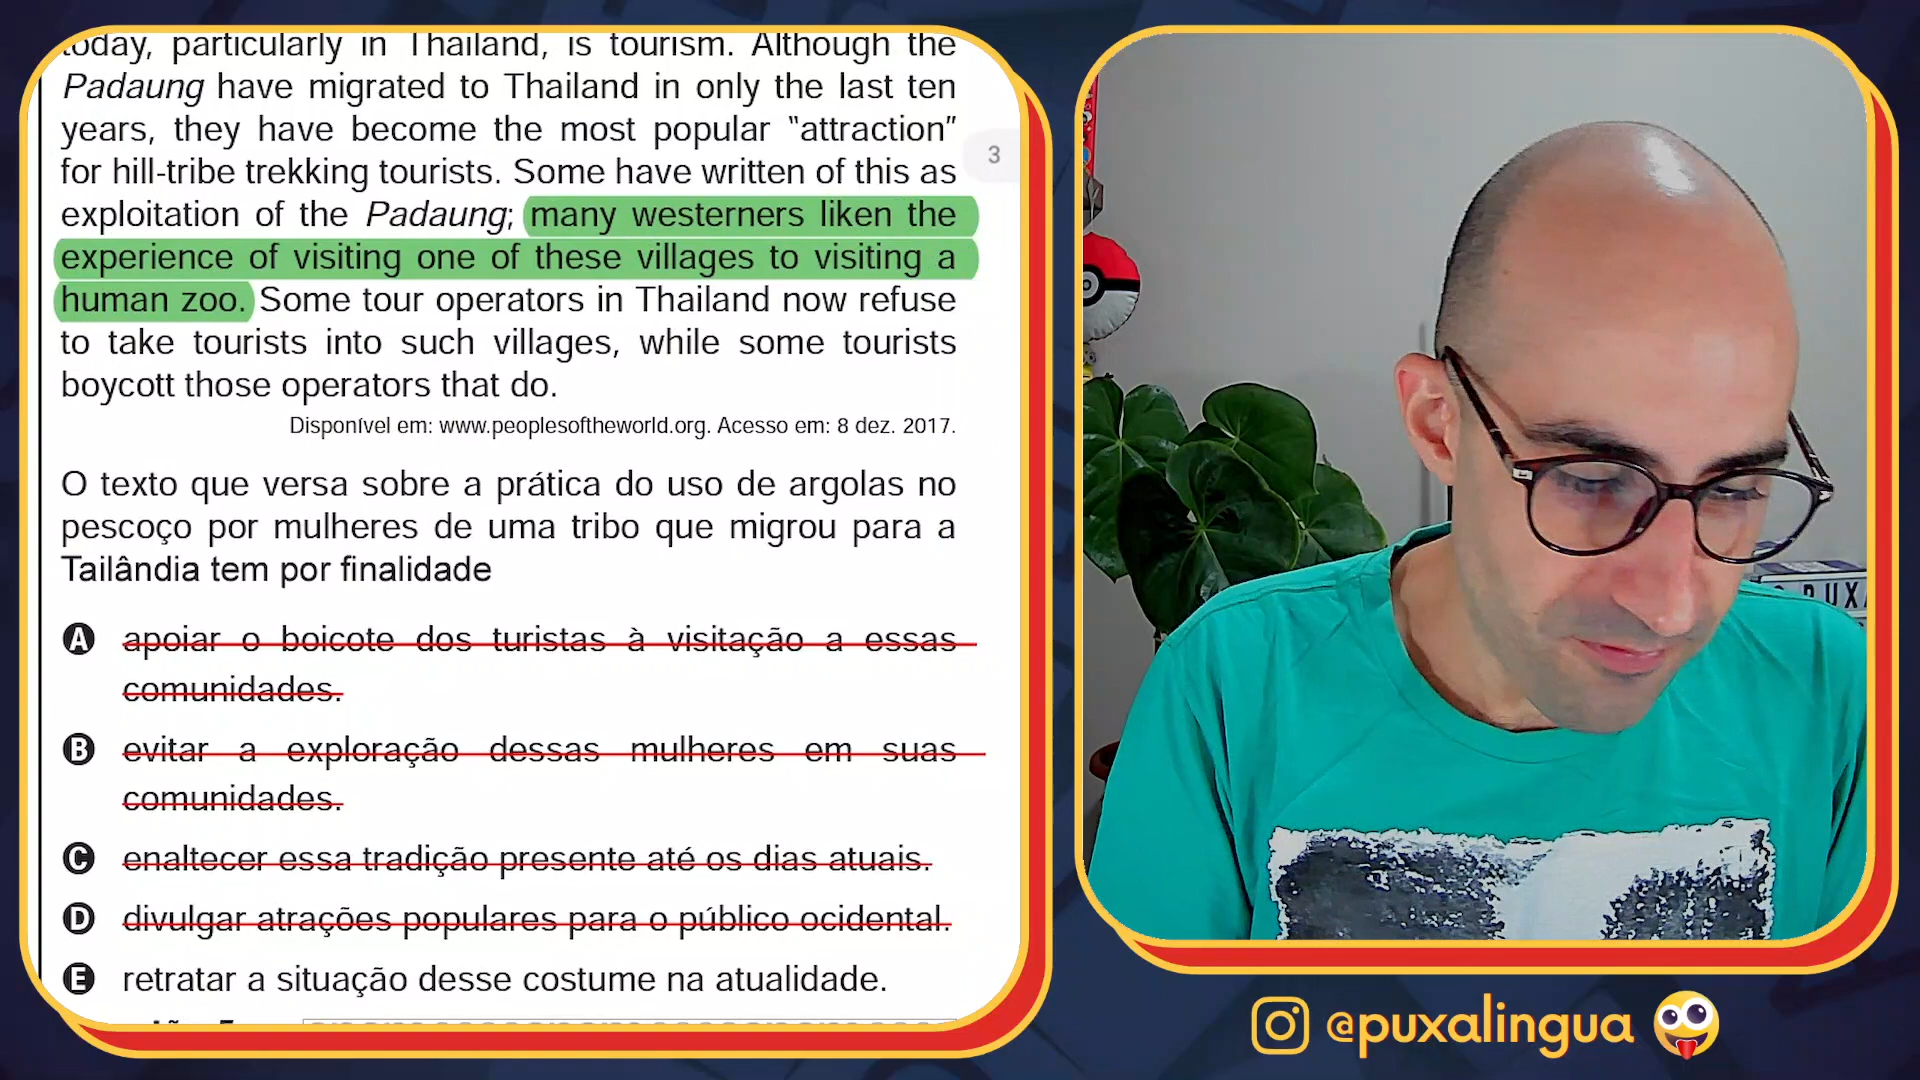 today, particularly in Thailand, is tourism. Although the
Padaung have migrated to Thailand in only the last ten
years, they have become the most popular “attraction”
for hill-tribe trekking tourists. Some have written of this as
exploitation of the Padaung; many westerners liken the
experience of visiting one of these villages to visiting a
human zoo. Some tour operators in Thailand now refuse
to take tourists into such villages, while some tourists
boycott those operators that do.
Disponível em: www.peoplesoftheworld.org. Acesso em: 8 dez. 2017.
O texto que versa sobre a prática do uso de argolas no
pescoço por mulheres de uma tribo que migrou para a
Tailândia tem por finalidade
A apoiar o boicote dos turistas à visitação a essas
comunidades.
B evitar a exploração dessas mulheres em suas
comunidades.
C enaltecer essa tradição presente até os dias atuais.
D divulgar atrações populares para o público ocidental.
E retratar a situação desse costume na atualidade.
3
PUXA
@puxalingua